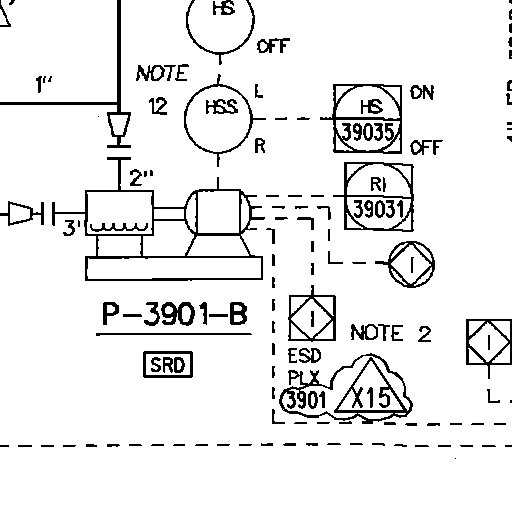 HS
OFF
1"
NOTE
12
L
HSS
R
ON
HS
39035
OFF
RI
39031
2"
3"
I
P-3901-B
I
NOTE 2
I
SRD
ESD
PLX
3901
X15